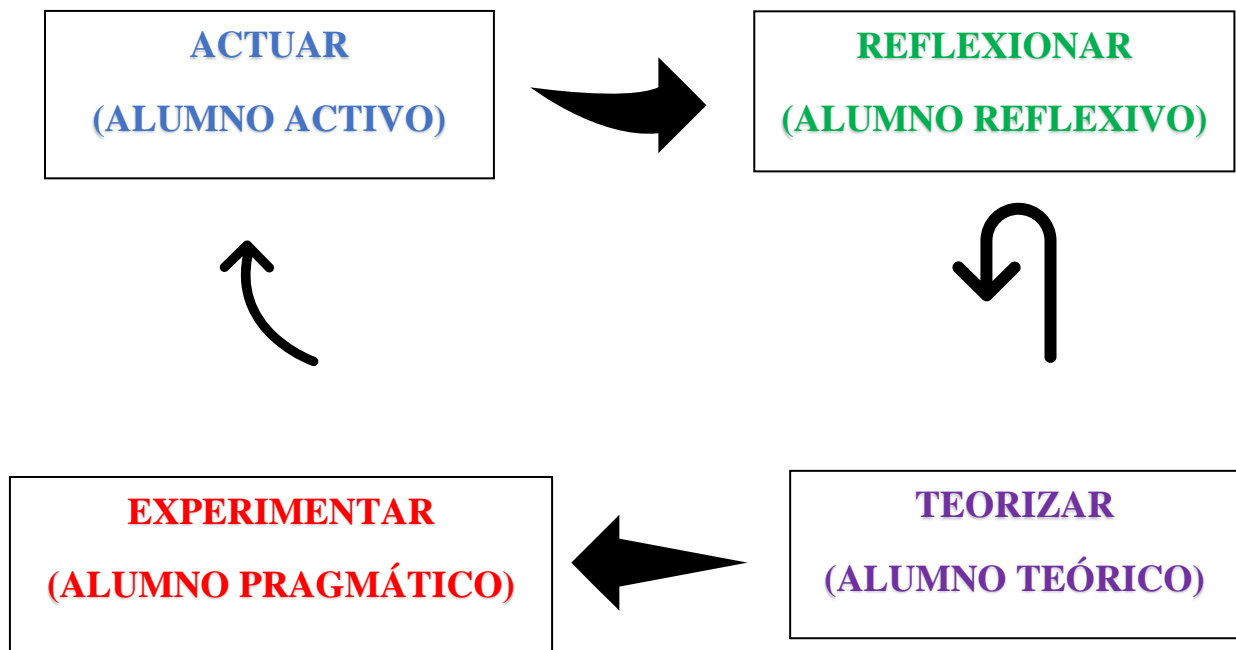 ACTUAR
(ALUMNO ACTIVO)
REFLEXIONAR
(ALUMNO REFLEXIVO)
EXPERIMENTAR
(ALUMNO PRAGMÁTICO)
TEORIZAR
(ALUMNO TEÓRICO)